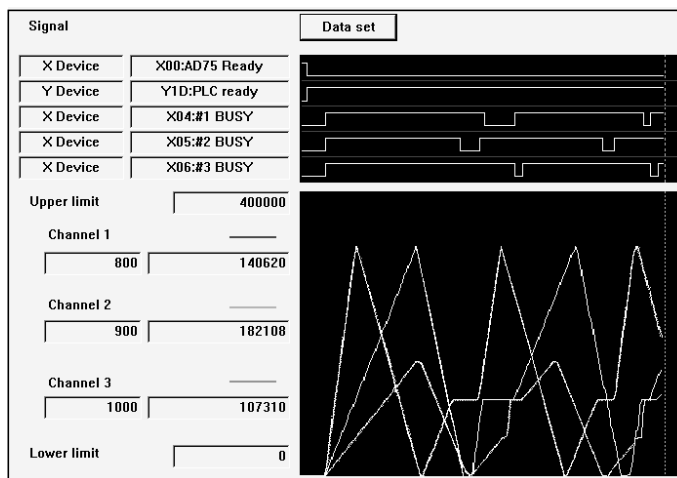 Signal Data set
X Device X00:AD75 Ready
Y Device Y1D:PLC ready
X Device X04:#1 BUSY
X Device X05:#2 BUSY
X Device X06:#3 BUSY
Upper limit 400000
Channel 1
800 140620
Channel 2
900 182108
Channel 3
1000 107310
Lower limit 0